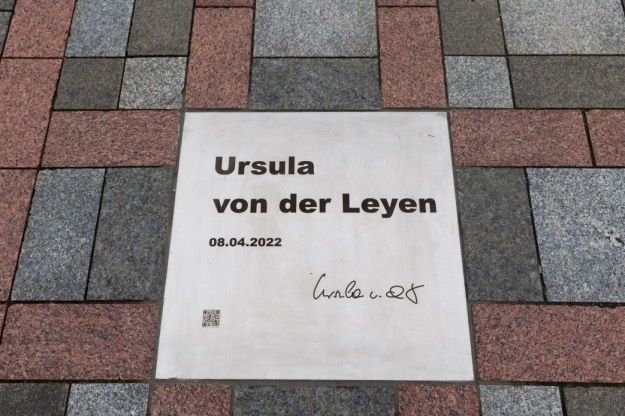 Ursula
von der Leyen
08.04.2022